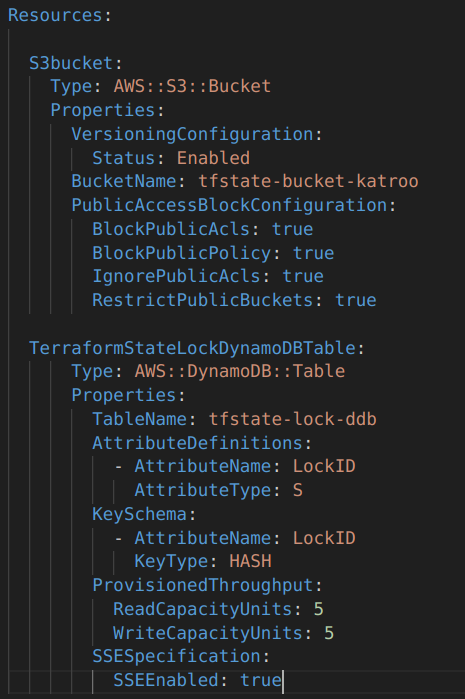 Resources:
S3bucket:
Type: AWS::S3::Bucket
Properties:
VersioningConfiguration:
Status: Enabled
BucketName: tfstate-bucket-katroo
PublicAccessBlockConfiguration:
BlockPublicAcls: true
BlockPublicPolicy: true
IgnorePublicAcls: true
RestrictPublicBuckets: true
TerraformStateLockDynamoDBTable:
Type: AWS::DynamoDB::Table
Properties:
TableName: tfstate-lock-ddb
AttributeDefinitions:
- AttributeName: LockID
AttributeType: S
KeySchema:
- AttributeName: LockID
KeyType: HASH
ProvisionedThroughput:
ReadCapacityUnits: 5
WriteCapacityUnits: 5
SSESpecification:
SSEEnabled: true